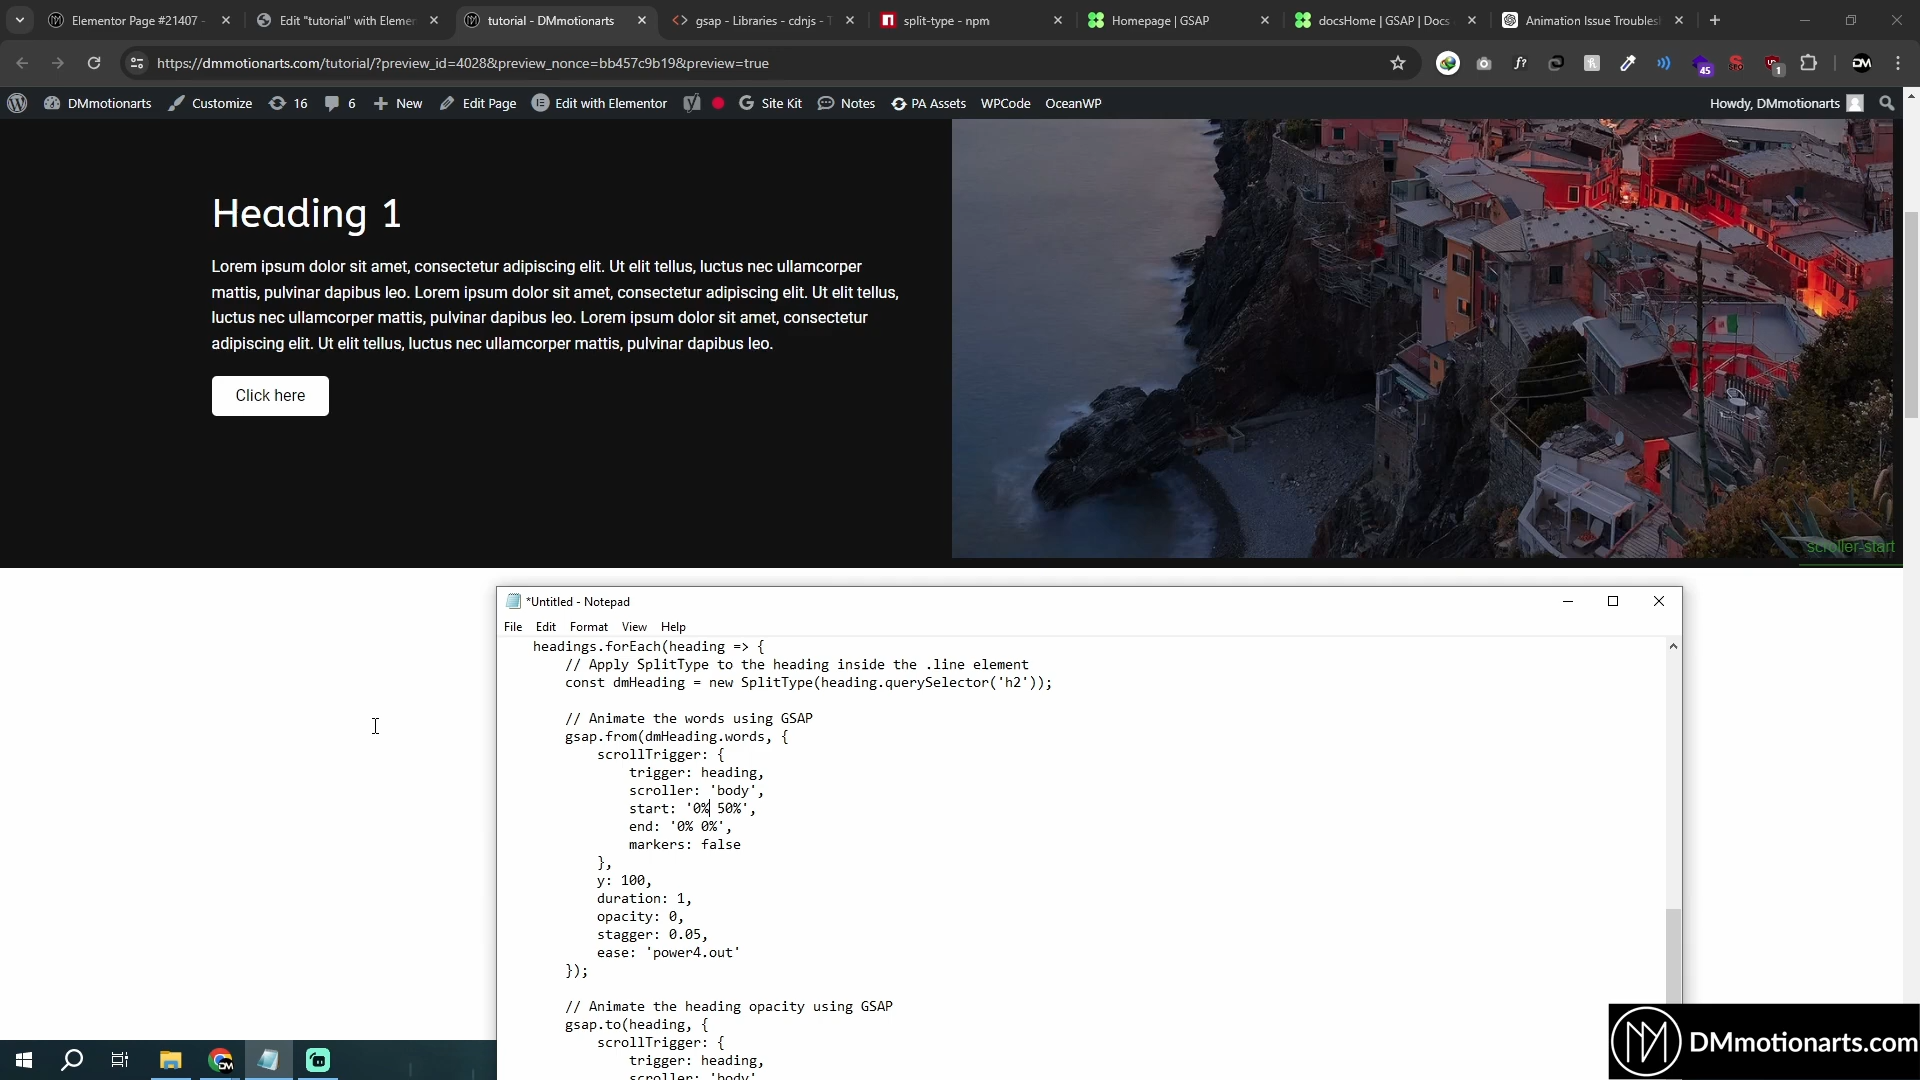 Elementor Page #21407 -
Edit "tutorial" with Elemen
tutorial - DMmotionarts
gsap - Libraries - cdnjs - T
split-type - npm
Homepage | GSAP
docsHome | GSAP | Docs
Animation Issue Troubles
https://dmmotionarts.com/tutorial/?preview_id=4028&preview_nonce=bb457c9b19&preview=true
f?
45
1
DM
DMmotionarts
Customize
16
6
New
Edit Page
Edit with Elementor
Site Kit
Notes
PA Assets
WPCode
OceanWP
Howdy, DMmotionarts
Heading 1
Lorem ipsum dolor sit amet, consectetur adipiscing elit. Ut elit tellus, luctus nec ullamcorper
mattis, pulvinar dapibus leo. Lorem ipsum dolor sit amet, consectetur adipiscing elit. Ut elit tellus,
luctus nec ullamcorper mattis, pulvinar dapibus leo. Lorem ipsum dolor sit amet, consectetur
adipiscing elit. Ut elit tellus, luctus nec ullamcorper mattis, pulvinar dapibus leo.
Click here
scroller-start
*Untitled - Notepad
File Edit Format View Help
headings.forEach(heading => {
// Apply SplitType to the heading inside the .line element
const dmHeading = new SplitType(heading.querySelector('h2'));
// Animate the words using GSAP
gsap.from(dmHeading.words, {
scrollTrigger: {
trigger: heading,
scroller: 'body',
start: '0% 50%',
end: '0% 0%',
markers: false
},
y: 100,
duration: 1,
opacity: 0,
stagger: 0.05,
ease: 'power4.out'
});
// Animate the heading opacity using GSAP
gsap.to(heading, {
scrollTrigger: {
trigger: heading,
scroller: 'body'
DMmotionarts.com